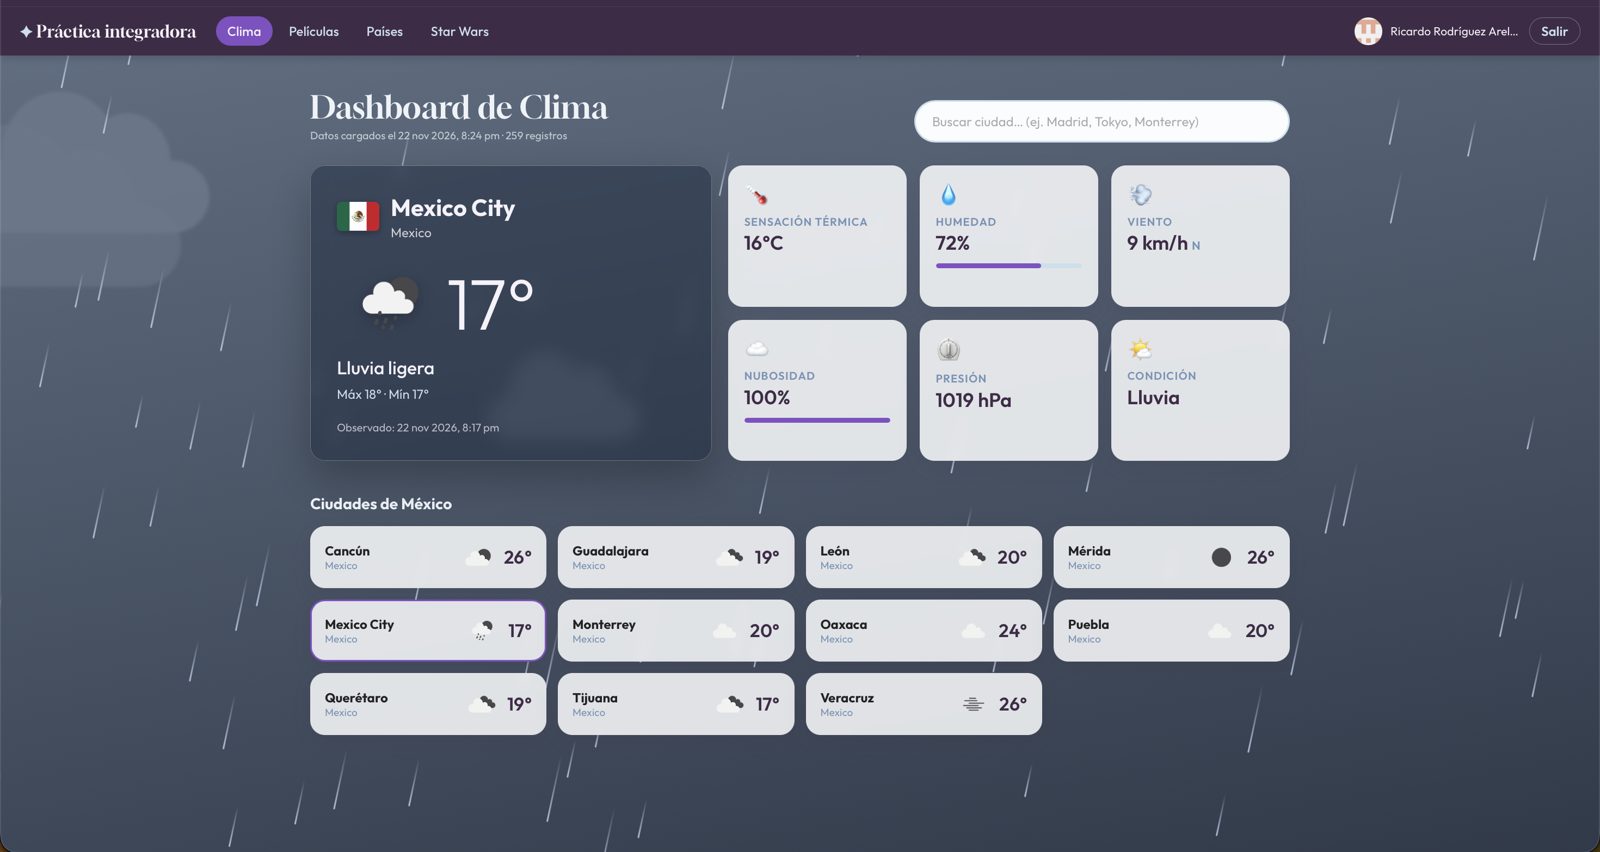 ✦ Práctica integradora
Clima
Películas
Países
Star Wars
Ricardo Rodríguez Arel...
Salir
Dashboard de Clima
Datos cargados el 22 nov 2026, 8:24 pm · 259 registros
Buscar ciudad... (ej. Madrid, Tokyo, Monterrey)
Mexico City
Mexico
17°
Lluvia ligera
Máx 18° · Mín 17°
Observado: 22 nov 2026, 8:17 pm
SENSACIÓN TÉRMICA
16°C
HUMEDAD
72%
VIENTO
9 km/h N
NUBOSIDAD
100%
PRESIÓN
1019 hPa
CONDICIÓN
Lluvia
Ciudades de México
Cancún
Mexico
26°
Guadalajara
Mexico
19°
León
Mexico
20°
Mérida
Mexico
26°
Mexico City
Mexico
17°
Monterrey
Mexico
20°
Oaxaca
Mexico
24°
Puebla
Mexico
20°
Querétaro
Mexico
19°
Tijuana
Mexico
17°
Veracruz
Mexico
26°